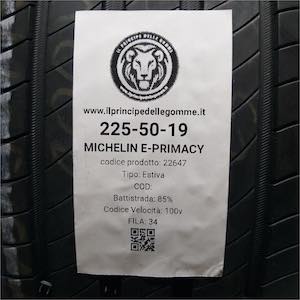 IL PRINCIPE DELLE GOMME
www.ilprincipedellegomme.it
225-50-19
MICHELIN E-PRIMACY
codice prodotto: 22647
Tipo: Estiva
COD:
Battistrada: 85%
Codice Velocità: 100v
FILA: 34